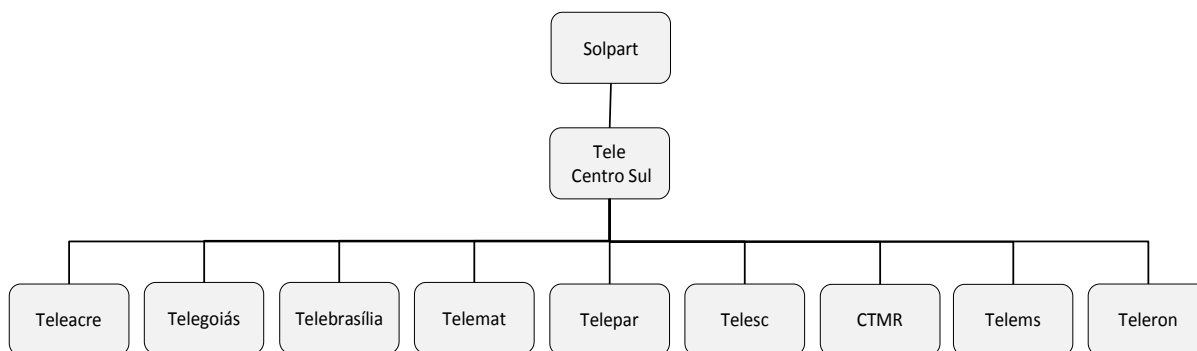 Solpart
Tele
Centro Sul
Teleacre
Telegoiás
Telebrasília
Telemat
Telepar
Telesc
CTMR
Telems
Teleron